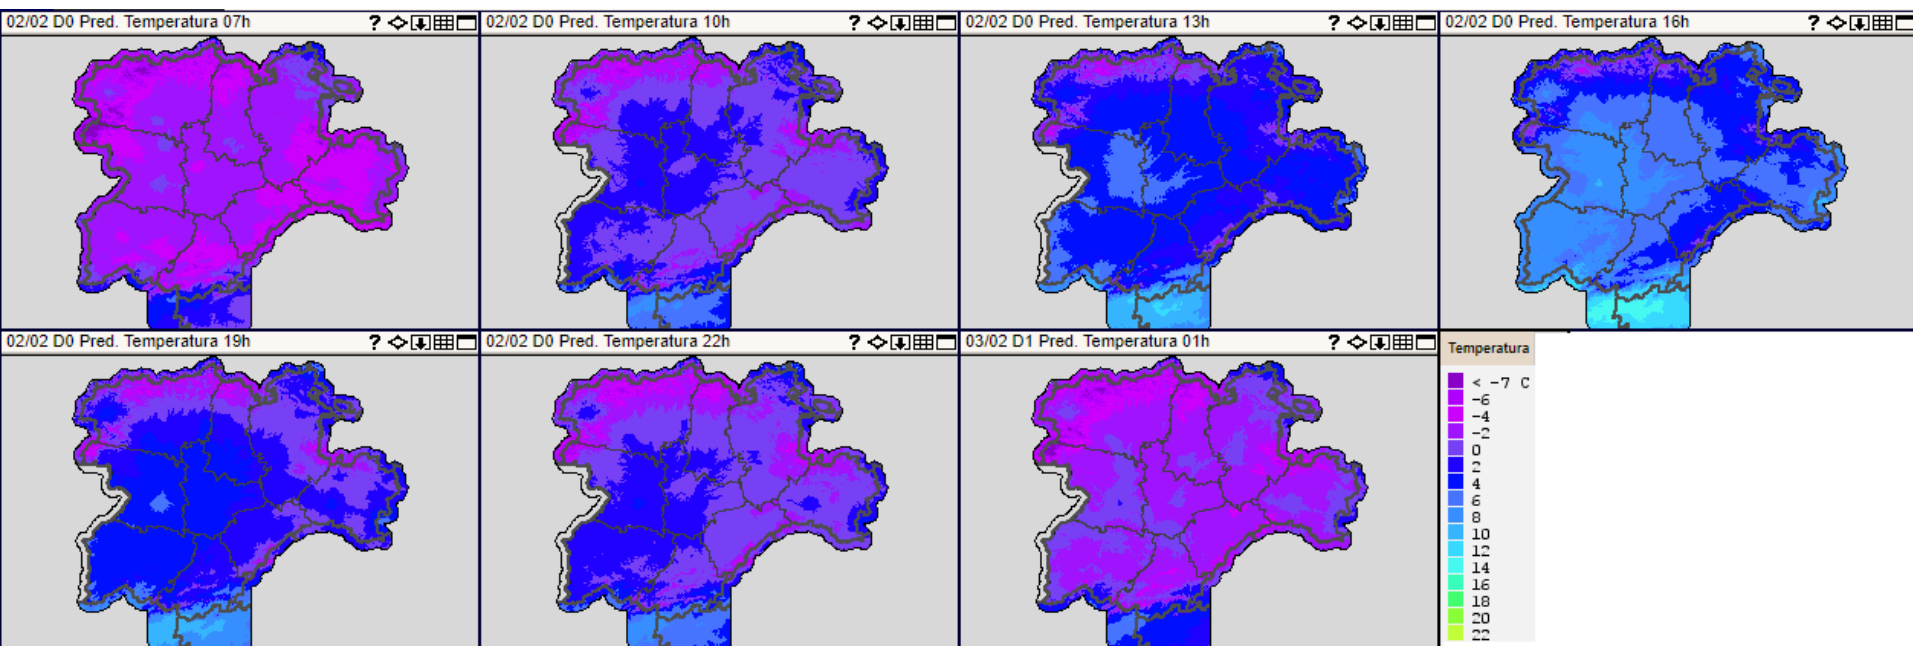 02/02 D0 Pred. Temperatura 07h ?
02/02 D0 Pred. Temperatura 10h ?
02/02 D0 Pred. Temperatura 13h ?
02/02 D0 Pred. Temperatura 16h ?
02/02 D0 Pred. Temperatura 19h ?
02/02 D0 Pred. Temperatura 22h ?
03/02 D1 Pred. Temperatura 01h ?
Temperatura
< -7 C
-6
-4
-2
0
2
4
6
8
10
12
14
16
18
20
22